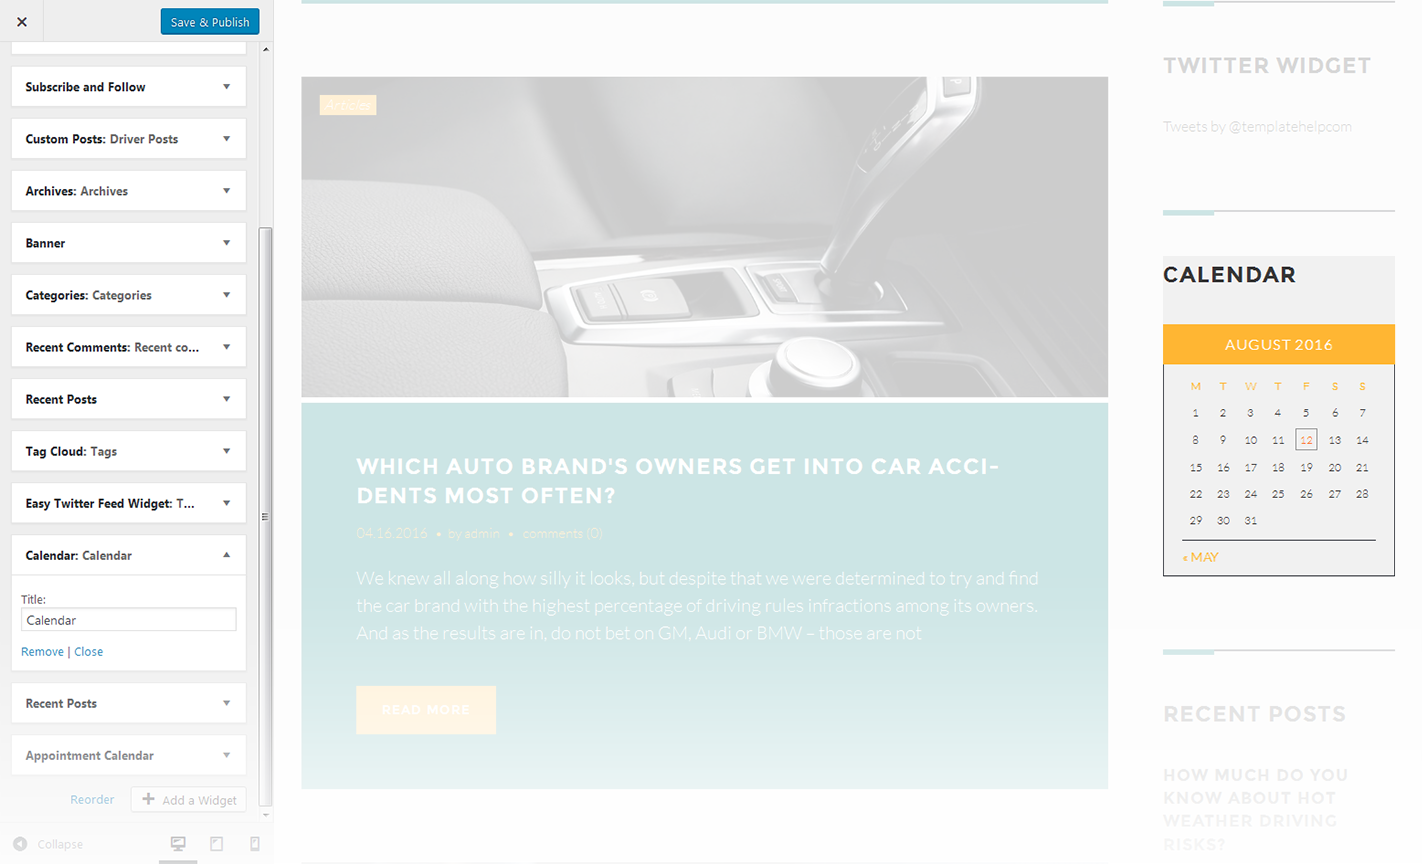 Save & Publish
Subscribe and Follow
Custom Posts: Driver Posts
Archives: Archives
Banner
Categories: Categories
Recent Comments: Recent co...
Recent Posts
Tag Cloud: Tags
Easy Twitter Feed Widget: T...
Calendar: Calendar
Title:
Calendar
Remove | Close
Recent Posts
Appointment Calendar
Reorder
Add a Widget
Collapse
Articles
WHICH AUTO BRAND'S OWNERS GET INTO CAR ACCI-
DENTS MOST OFTEN?
04.16.2016 • by admin • comments (0)
We knew all along how silly it looks, but despite that we were determined to try and find
the car brand with the highest percentage of driving rules infractions among its owners.
And as the results are in, do not bet on GM, Audi or BMW – those are not
READ MORE
TWITTER WIDGET
Tweets by @templatehelpcom
CALENDAR
AUGUST 2016
M T W T F S S
1 2 3 4 5 6 7
8 9 10 11 12 13 14
15 16 17 18 19 20 21
22 23 24 25 26 27 28
29 30 31
« MAY
RECENT POSTS
HOW MUCH DO YOU
KNOW ABOUT HOT
WEATHER DRIVING
RISKS?